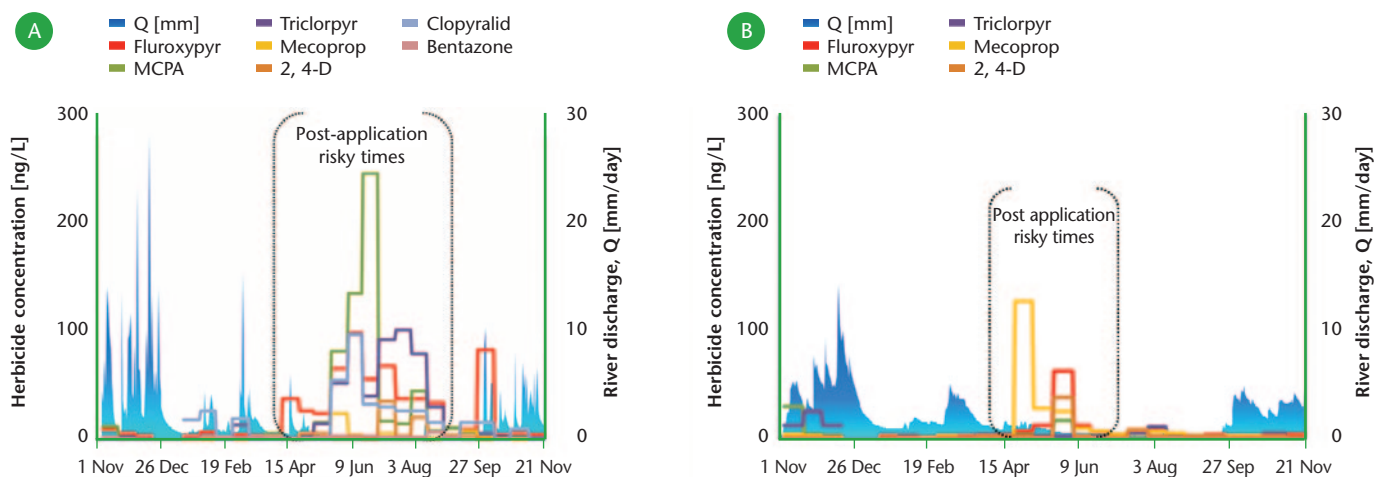 A
Q [mm]
Triclorpyr
Clopyralid
Fluroxypyr
Mecoprop
Bentazone
MCPA
2, 4-D
Herbicide concentration [ng/L]
300
200
100
0
Post-application
risky times
30
20
10
0
River discharge, Q [mm/day]
1 Nov
26 Dec
19 Feb
15 Apr
9 Jun
3 Aug
27 Sep
21 Nov
B
Q [mm]
Triclorpyr
Fluroxypyr
Mecoprop
MCPA
2, 4-D
Herbicide concentration [ng/L]
300
200
100
0
Post application
risky times
30
20
10
0
River discharge, Q [mm/day]
1 Nov
26 Dec
19 Feb
15 Apr
9 Jun
3 Aug
27 Sep
21 Nov